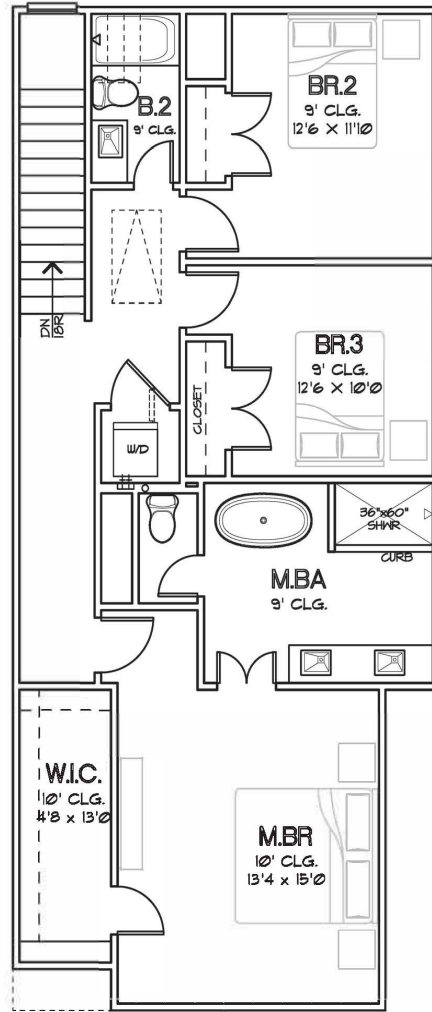 B.2
9' CLG.
BR.2
9' CLG.
12'6 X 11'10
DN
18R
BR.3
9' CLG.
12'6 X 10'0
CLOSET
W/D
36"x60"
SHWR
CURB
M.BA
9' CLG.
W.I.C.
10' CLG.
4'8 x 13'0
M.BR
10' CLG.
13'4 x 15'0